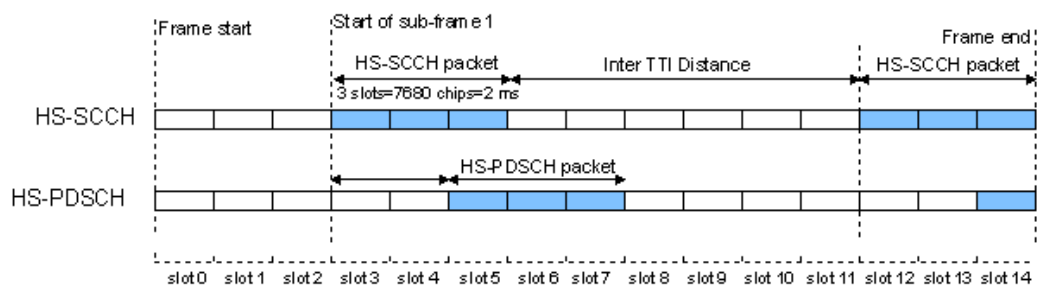 Frame start
Start of sub-frame 1
Frame end
HS-SCCH packet
Inter TTI Distance
HS-SCCH packet
3 slots=7680 chips=2 ms
HS-SCCH
HS-PDSCH packet
HS-PDSCH
slot 0 slot 1 slot 2 slot 3 slot 4 slot 5 slot 6 slot 7 slot 8 slot 9 slot 10 slot 11 slot 12 slot 13 slot 14